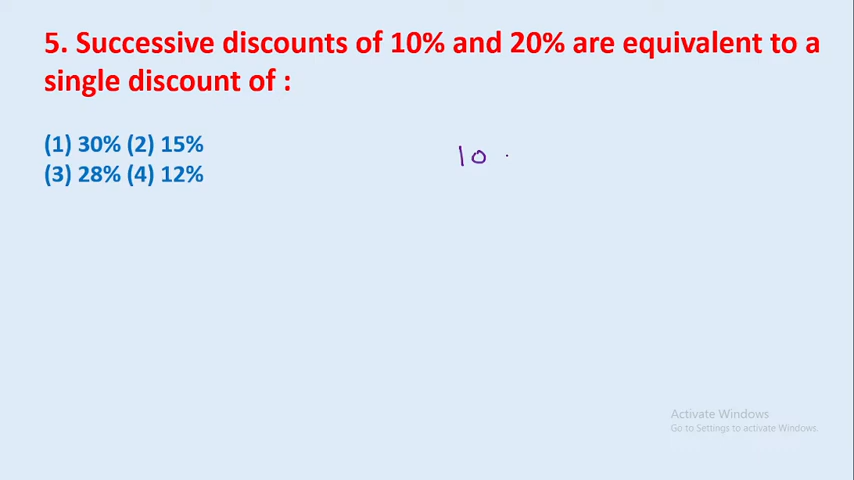 5. Successive discounts of 10% and 20% are equivalent to a
single discount of :
(1) 30% (2) 15%
(3) 28% (4) 12%
10
Activate Windows
Go to Settings to activate Windows.